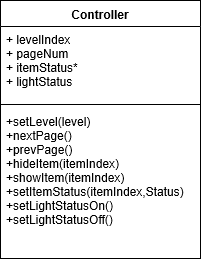 Controller
+ levelIndex
+ pageNum
+ itemStatus*
+ lightStatus
+setLevel(level)
+nextPage()
+prevPage()
+hideItem(itemIndex)
+showItem(itemIndex)
+setItemStatus(itemIndex,Status)
+setLightStatusOn()
+setLightStatusOff()